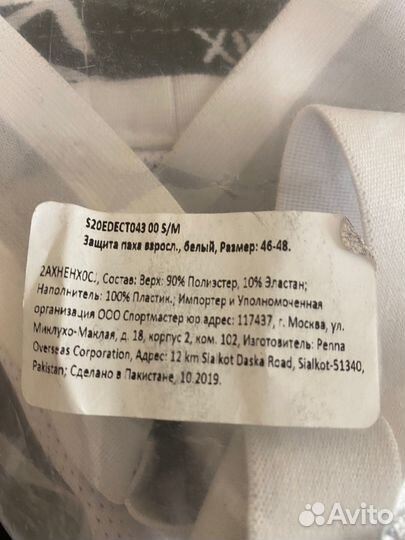 S20EDECT043 00 S/M
Защита паха взросл., белый, Размер: 46-48.
2AXHEHX0C., Состав: Верх: 90% Полиэстер, 10% Эластан;
Наполнитель: 100% Пластик.; Импортер и Уполномоченная
организация ООО Спортмастер юр.адрес: 117437, г. Москва, ул.
Миклухо-Маклая, д. 18, корпус 2, ком. 102, Изготовитель: Penna
Overseas Corporation, Адрес: 12 km Sialkot Daska Road, Sialkot-51340,
Pakistan; Сделано в Пакистане, 10.2019.
Avito